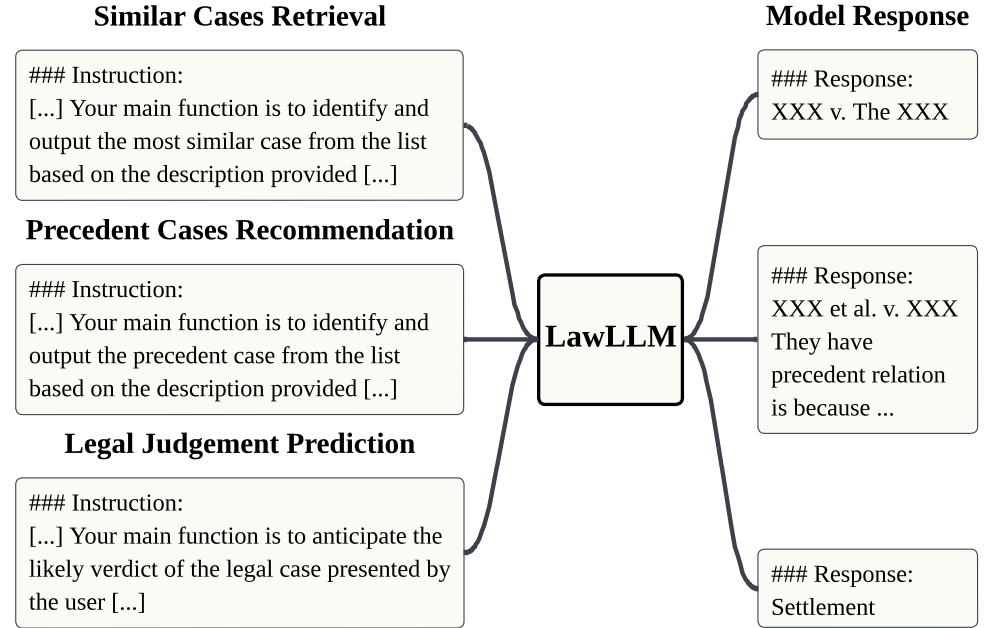 Similar Cases Retrieval
### Instruction:
[...] Your main function is to identify and
output the most similar case from the list
based on the description provided [...]
Precedent Cases Recommendation
### Instruction:
[...] Your main function is to identify and
output the precedent case from the list
based on the description provided [...]
Legal Judgement Prediction
### Instruction:
[...] Your main function is to anticipate the
likely verdict of the legal case presented by
the user [...]
LawLLM
Model Response
### Response:
XXX v. The XXX
### Response:
XXX et al. v. XXX
They have
precedent relation
is because ...
### Response:
Settlement